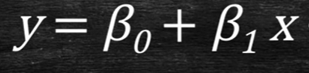 y = β₀ + β₁ x